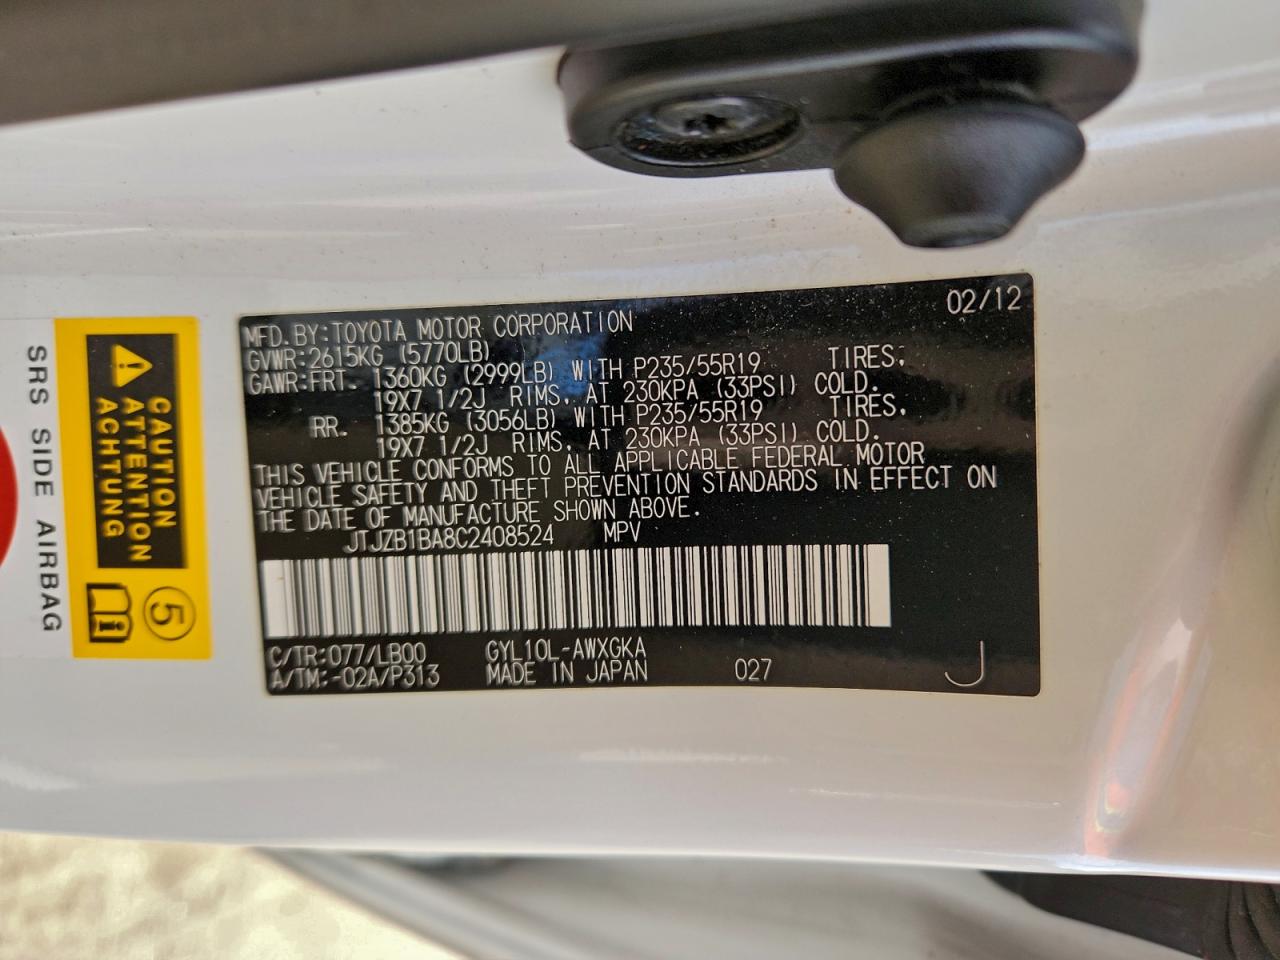 02/12
MFD.BY:TOYOTA MOTOR CORPORATION
GVWR:2615KG (5770LB)
GAWR:FRT. 1360KG (2999LB) WITH P235/55R19 TIRES,
19X7 1/2J RIMS, AT 230KPA (33PSI) COLD.
RR. 1385KG (3056LB) WITH P235/55R19 TIRES,
19X7 1/2J RIMS, AT 230KPA (33PSI) COLD.
THIS VEHICLE CONFORMS TO ALL APPLICABLE FEDERAL MOTOR
VEHICLE SAFETY AND THEFT PREVENTION STANDARDS IN EFFECT ON
THE DATE OF MANUFACTURE SHOWN ABOVE.
JTJZB1BA8C2408524 MPV
C/TR:077/LB00 GYL10L-AWXGKA
A/TM:-02A/P313 MADE IN JAPAN 027 J
CAUTION
ATTENTION
ACHTUNG
5
i
SRS SIDE AIRBAG